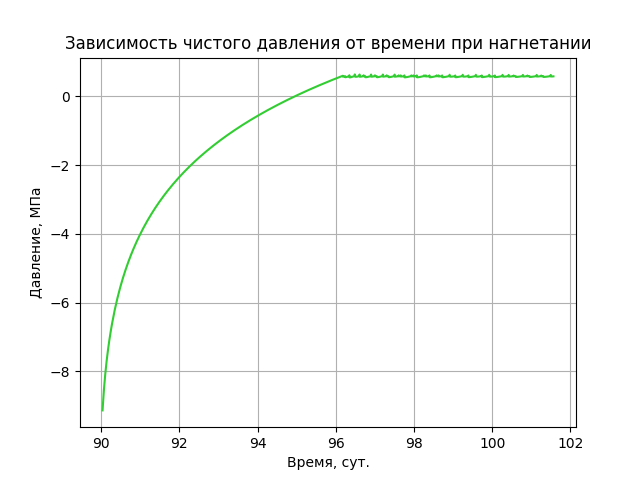 Зависимость чистого давления от времени при нагнетании
Давление, МПа
0
−2
−4
−6
−8
90 92 94 96 98 100 102
Время, сут.